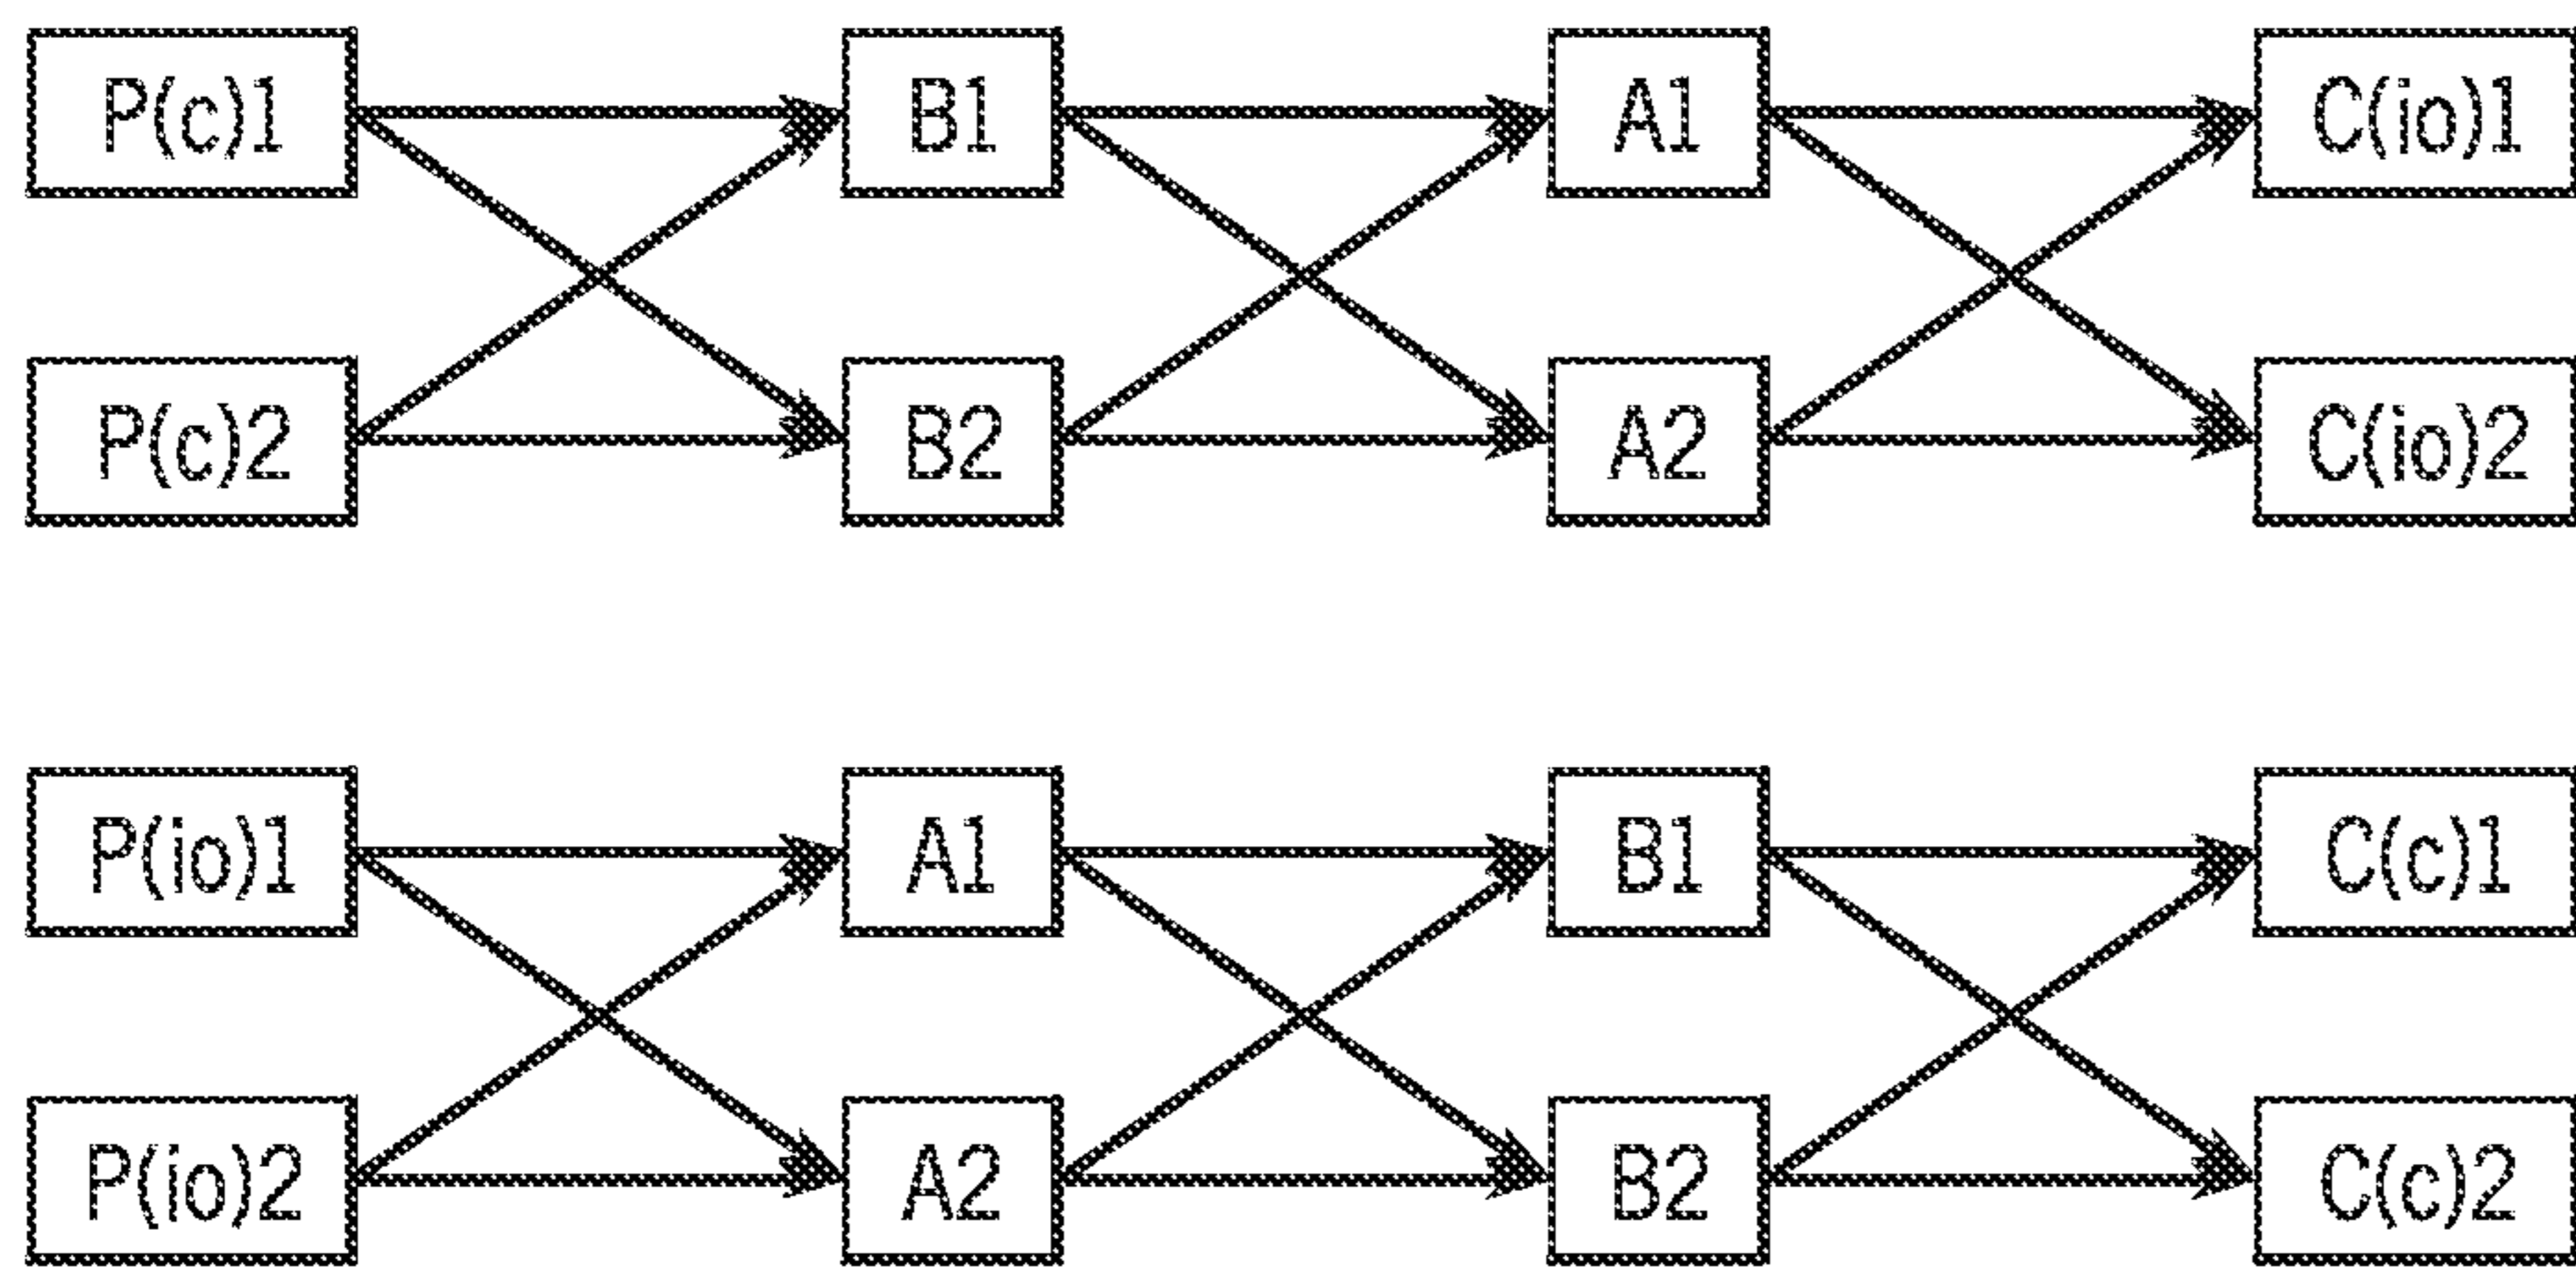 P(c)1 B1 A1 C(io)1
P(c)2 B2 A2 C(io)2
P(io)1 A1 B1 C(c)1
P(io)2 A2 B2 C(c)2